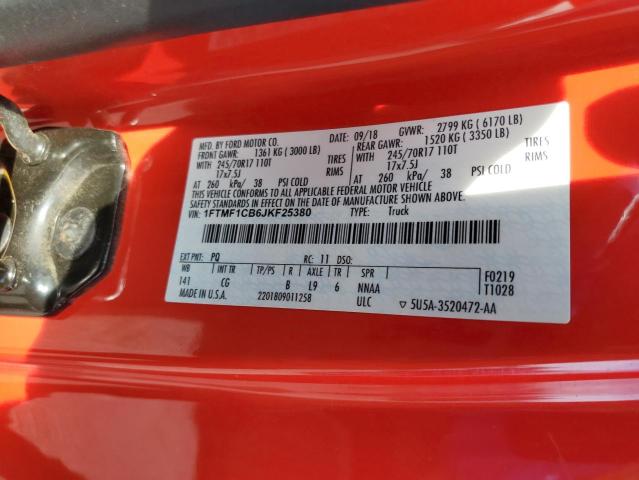 MFD. BY FORD MOTOR CO.
09/18 GVWR: 2799 KG ( 6170 LB)
FRONT GAWR: 1361 KG ( 3000 LB) REAR GAWR: 1520 KG ( 3350 LB)
WITH 245/70R17 110T TIRES WITH 245/70R17 110T TIRES
17x7.5J RIMS 17x7.5J RIMS
AT 260 kPa/ 38 PSI COLD AT 260 kPa/ 38 PSI COLD
THIS VEHICLE CONFORMS TO ALL APPLICABLE FEDERAL MOTOR VEHICLE
SAFETY STANDARDS IN EFFECT ON THE DATE OF MANUFACTURE SHOWN ABOVE.
VIN: 1FTMF1CB6JKF25380 TYPE: Truck
EXT PNT: PQ RC: 11 DSO:
WB INT TR TP/PS R AXLE TR SPR
141 CG B L9 6 NNAA
F0219
T1028
MADE IN U.S.A. 22018090112S8 ULC ▽ 5U5A-3520472-AA